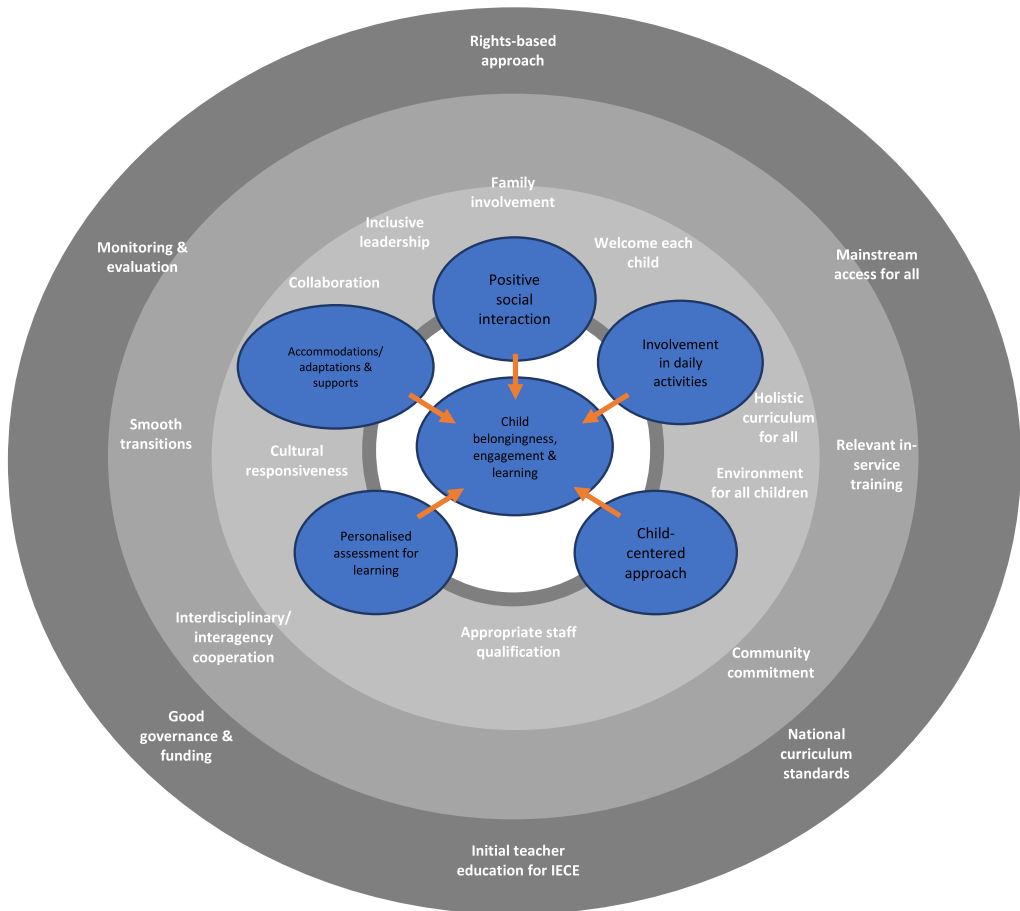 Rights-based
approach
Family
involvement
Inclusive
leadership
Welcome each
child
Monitoring &
evaluation
Mainstream
access for all
Collaboration
Positive
social
interaction
Accommodations/
adaptations &
supports
Involvement
in daily
activities
Child
belongingness,
engagement &
learning
Holistic
curriculum
for all
Smooth
transitions
Cultural
responsiveness
Environment
for all children
Relevant in-
service
training
Personalised
assessment for
learning
Child-
centered
approach
Interdisciplinary/
interagency
cooperation
Appropriate staff
qualification
Community
commitment
Good
governance &
funding
National
curriculum
standards
Initial teacher
education for IECE